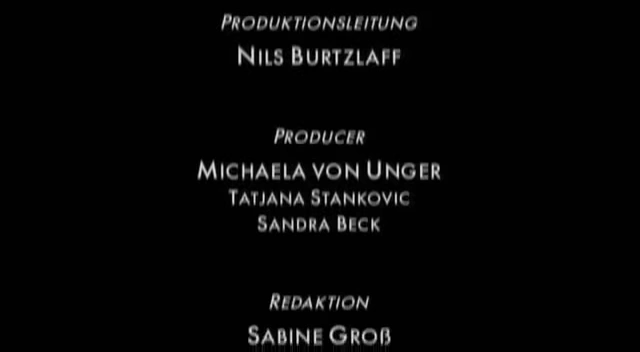 PRODUKTIONSLEITUNG
NILS BURTZLAFF
PRODUCER
MICHAELA VON UNGER
TATJANA STANKOVIC
SANDRA BECK
REDAKTION
SABINE GROß